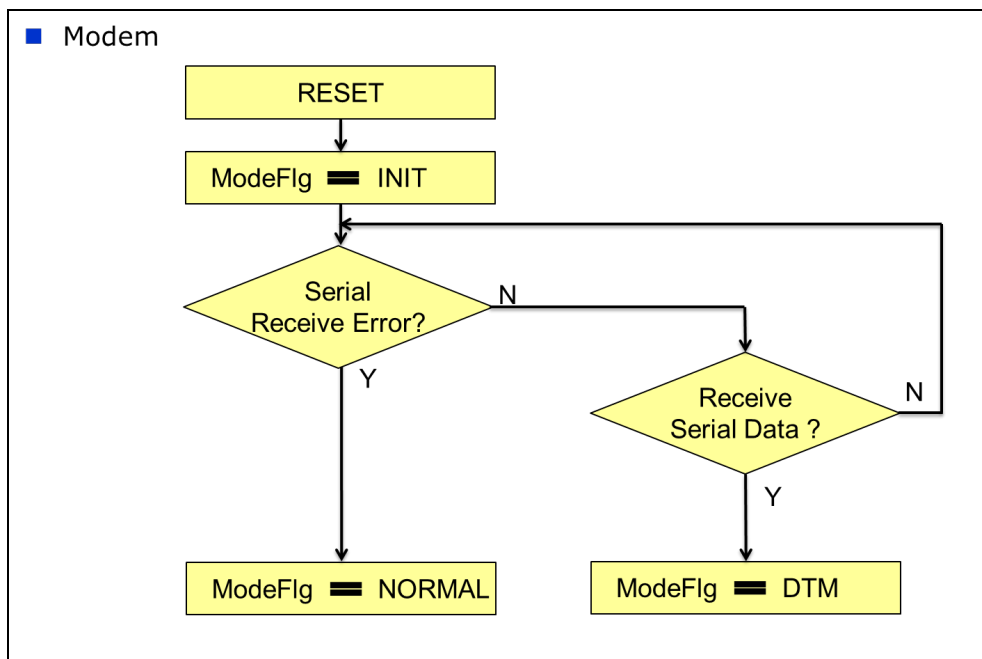 Modem
RESET
ModeFlg = INIT
Serial
Receive Error?
N
Y
Receive
Serial Data ?
N
Y
ModeFlg = NORMAL
ModeFlg = DTM